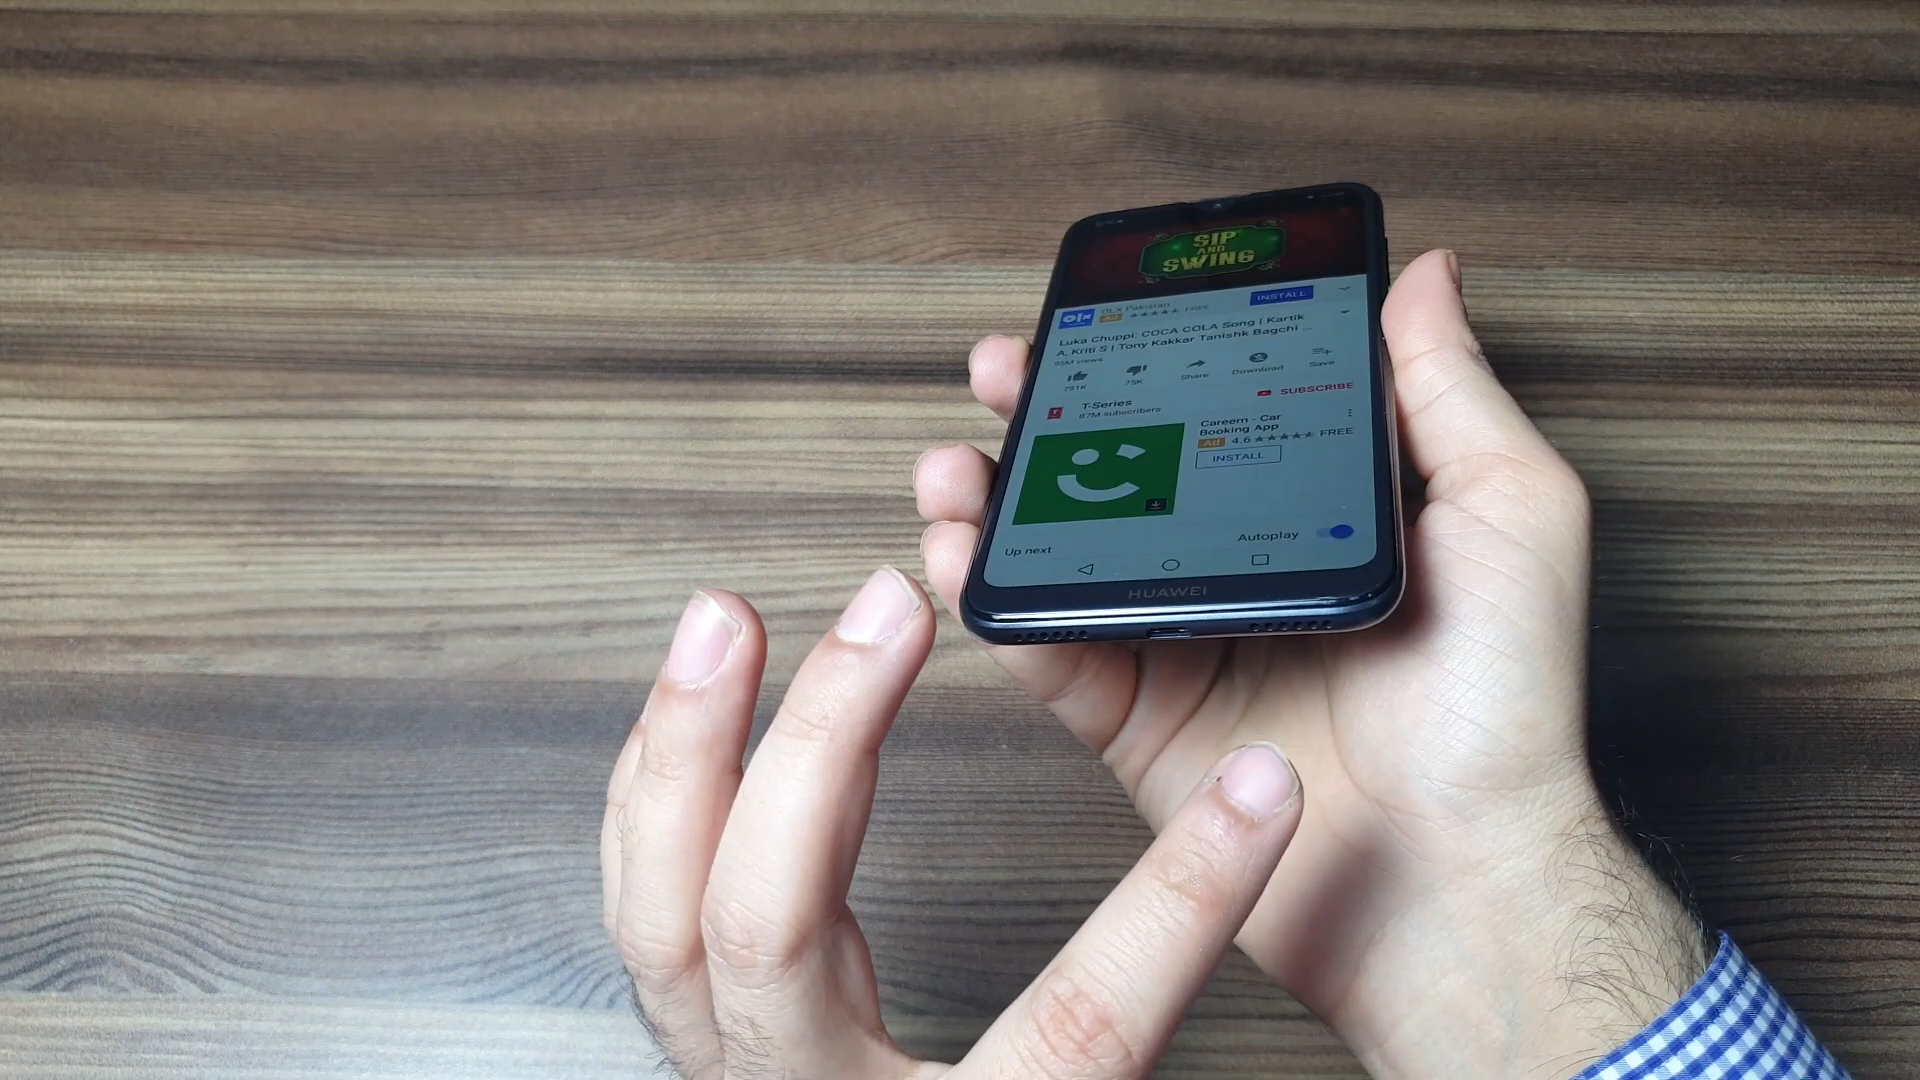 SIP
AND
SWING
OLX Pakistan
Ad ★★★★★ FREE
INSTALL
Luka Chuppi: COCA COLA Song | Kartik
A, Kriti S | Tony Kakkar Tanishk Bagchi ...
95M views
791K
75K
Share
Download
Save
T-Series
87M subscribers
SUBSCRIBE
Careem - Car
Booking App
Ad 4.6 ★★★★★ FREE
INSTALL
Up next
Autoplay
HUAWEI